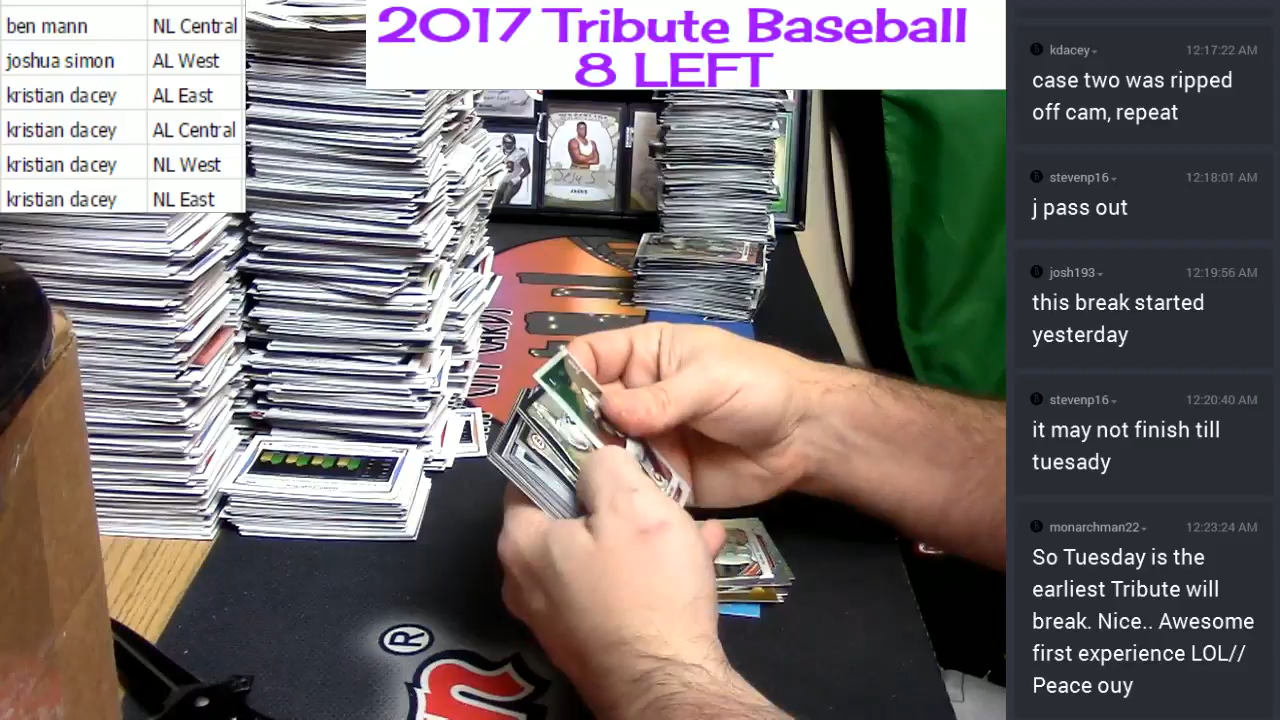 ben mann NL Central
joshua simon AL West
kristian dacey AL East
kristian dacey AL Central
kristian dacey NL West
kristian dacey NL East
2017 Tribute Baseball
8 LEFT
®
kdacey 12:17:22 AM
case two was ripped
off cam, repeat
stevenp16 12:18:01 AM
j pass out
josh193 12:19:56 AM
this break started
yesterday
stevenp16 12:20:40 AM
it may not finish till
tuesady
monarchman22 12:23:24 AM
So Tuesday is the
earliest Tribute will
break. Nice.. Awesome
first experience LOL//
Peace ouy